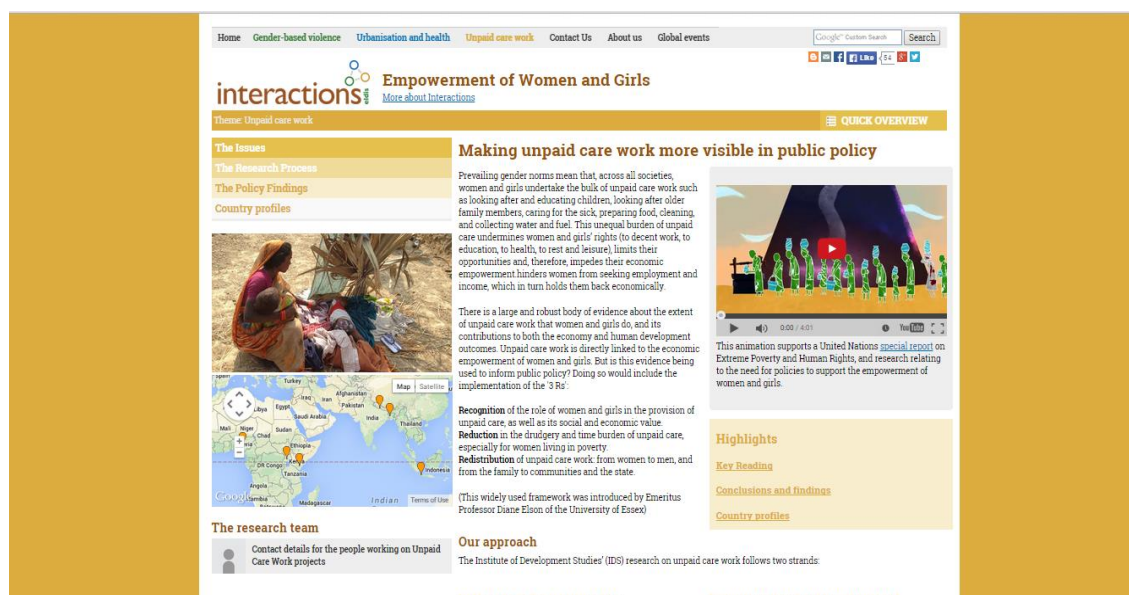 Home Gender-based violence Urbanisation and health Unpaid care work Contact Us About us Global events
Google™ Custom Search Search
Like 54
interactions
eldis
Empowerment of Women and Girls
More about Interactions
Theme: Unpaid care work
QUICK OVERVIEW
The Issues
The Research Process
The Policy Findings
Country profiles
Turkey
Map Satellite
Iraq Iran Afghanistan
Pakistan
Libya Egypt
Saudi Arabia
India
Thailand
Mali Niger
Chad
Sudan
Ethiopia
DR Congo
Kenya
Tanzania
Indonesia
Angola
Madagascar
Google
Indian
Terms of Use
The research team
Contact details for the people working on Unpaid
Care Work projects
Making unpaid care work more visible in public policy
Prevailing gender norms mean that, across all societies,
women and girls undertake the bulk of unpaid care work such
as looking after and educating children, looking after older
family members, caring for the sick, preparing food, cleaning,
and collecting water and fuel. This unequal burden of unpaid
care undermines women and girls' rights (to decent work, to
education, to health, to rest and leisure), limits their
opportunities and, therefore, impedes their economic
empowerment.hinders women from seeking employment and
income, which in turn holds them back economically.
There is a large and robust body of evidence about the extent
of unpaid care work that women and girls do, and its
contributions to both the economy and human development
outcomes. Unpaid care work is directly linked to the economic
empowerment of women and girls. But is this evidence being
used to inform public policy? Doing so would include the
implementation of the '3 Rs':
Recognition of the role of women and girls in the provision of
unpaid care, as well as its social and economic value.
Reduction in the drudgery and time burden of unpaid care,
especially for women living in poverty.
Redistribution of unpaid care work: from women to men, and
from the family to communities and the state.
(This widely used framework was introduced by Emeritus
Professor Diane Elson of the University of Essex)
Our approach
The Institute of Development Studies' (IDS) research on unpaid care work follows two strands:
0:00 / 4:01
YouTube
This animation supports a United Nations special report on
Extreme Poverty and Human Rights, and research relating
to the need for policies to support the empowerment of
women and girls.
Highlights
Key Reading
Conclusions and findings
Country profiles